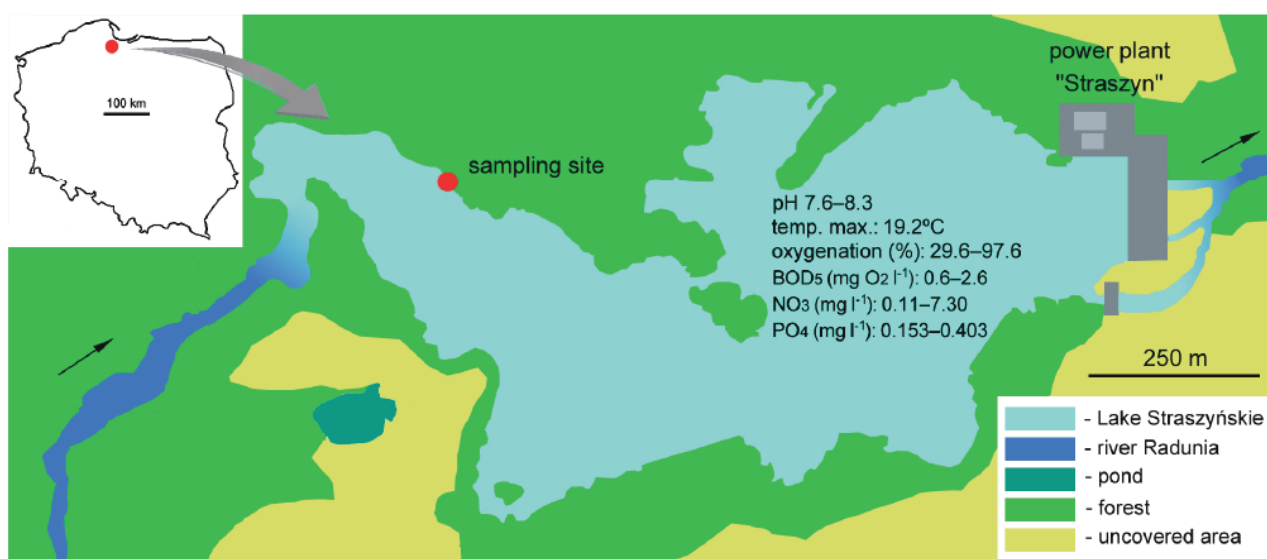 100 km
power plant
"Straszyn"
sampling site
pH 7.6–8.3
temp. max.: 19.2ºC
oxygenation (%): 29.6–97.6
BOD₅ (mg O₂ l⁻¹): 0.6–2.6
NO₃ (mg l⁻¹): 0.11–7.30
PO₄ (mg l⁻¹): 0.153–0.403
250 m
- Lake Straszyńskie
- river Radunia
- pond
- forest
- uncovered area